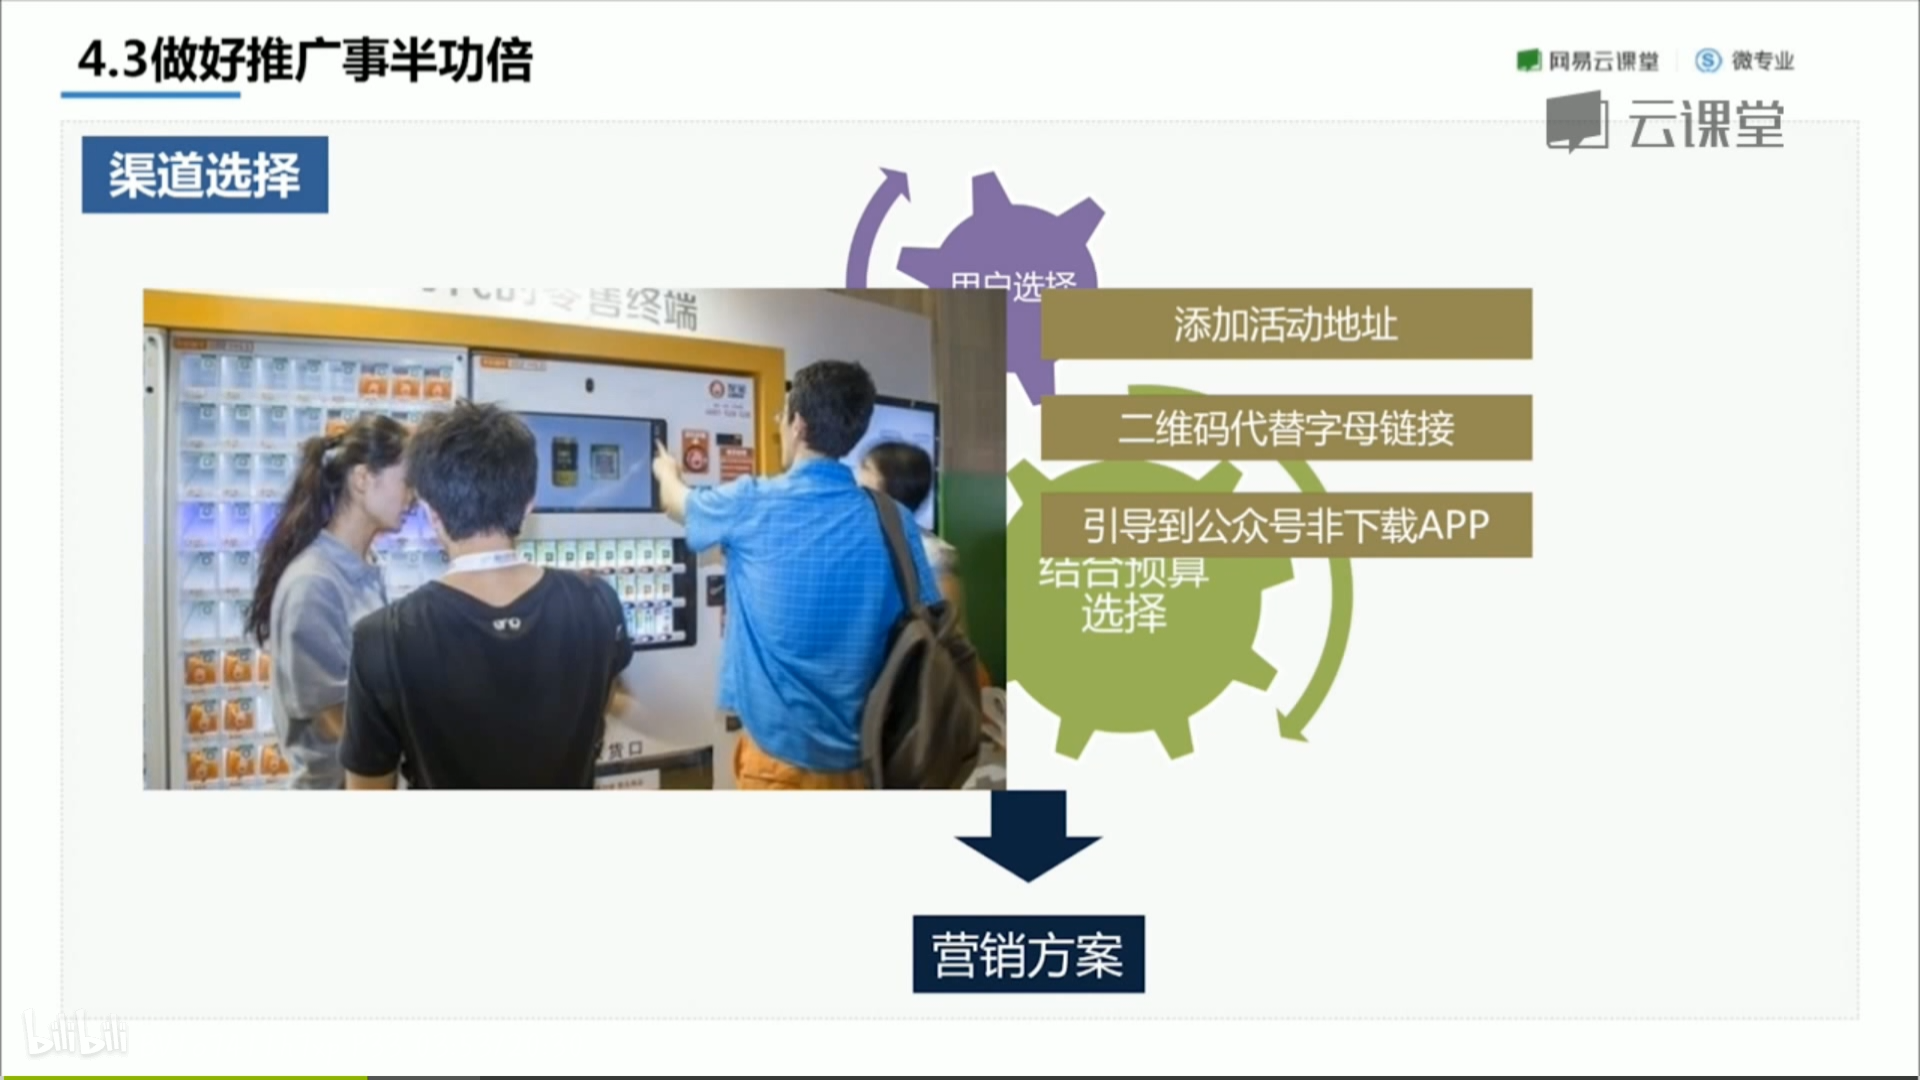 4.3做好推广事半功倍
网易云课堂
微专业
云课堂
渠道选择
用户选择
的零售终端
添加活动地址
二维码代替字母链接
引导到公众号非下载APP
结合预算
选择
货口
营销方案
bilibili